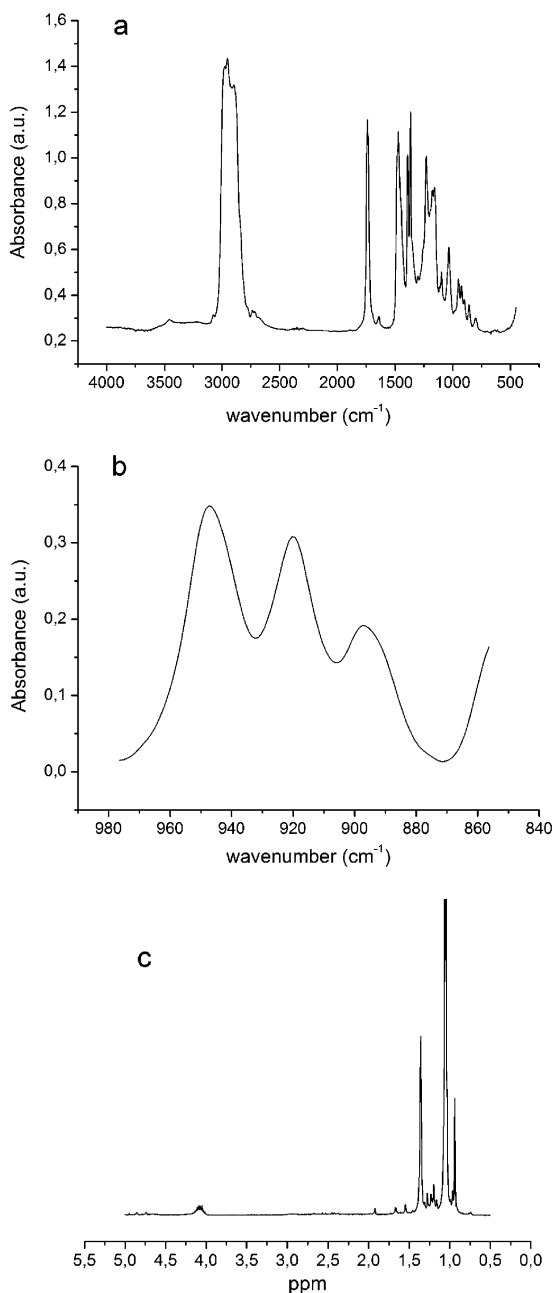 a
1,6
1,4
1,2
1,0
0,8
0,6
0,4
0,2
Absorbance (a.u.)
4000 3500 3000 2500 2000 1500 1000 500
wavenumber (cm⁻¹)
b
0,4
0,3
0,2
0,1
0,0
Absorbance (a.u.)
980 960 940 920 900 880 860 840
wavenumber (cm⁻¹)
c
5,5 5,0 4,5 4,0 3,5 3,0 2,5 2,0 1,5 1,0 0,5 0,0
ppm